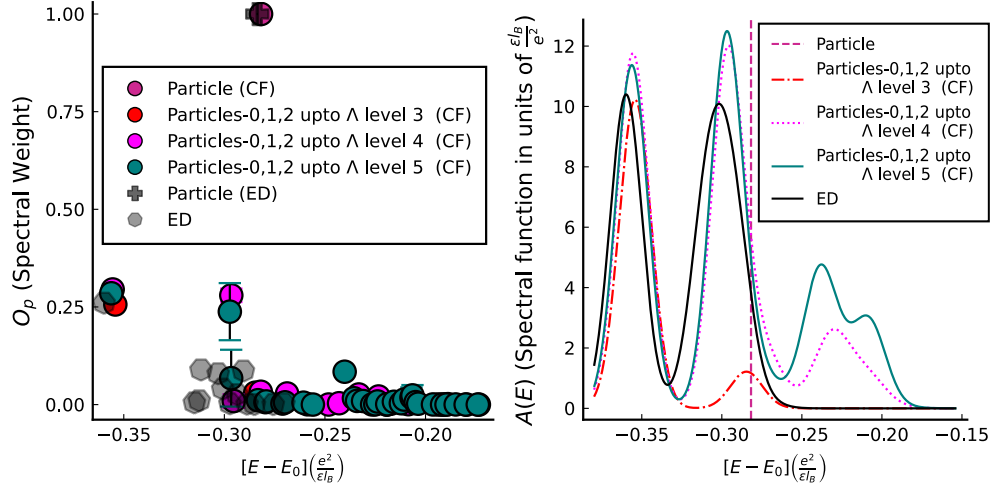 O_p (Spectral Weight)
1.00
0.75
0.50
0.25
0.00
Particle (CF)
Particles-0,1,2 upto Λ level 3 (CF)
Particles-0,1,2 upto Λ level 4 (CF)
Particles-0,1,2 upto Λ level 5 (CF)
Particle (ED)
ED
−0.35
−0.30
−0.25
−0.20
[E − E₀](e²/εl_B)
A(E) (Spectral function in units of εl_B/e²)
12
10
8
6
4
2
0
Particle
Particles-0,1,2 upto
Λ level 3 (CF)
Particles-0,1,2 upto
Λ level 4 (CF)
Particles-0,1,2 upto
Λ level 5 (CF)
ED
−0.35
−0.30
−0.25
−0.20
−0.15
[E − E₀](e²/εl_B)